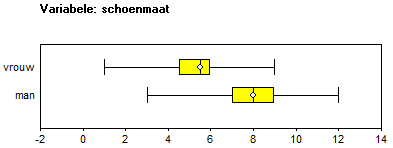 Variabele: schoenmaat
vrouw
man
-2 0 2 4 6 8 10 12 14